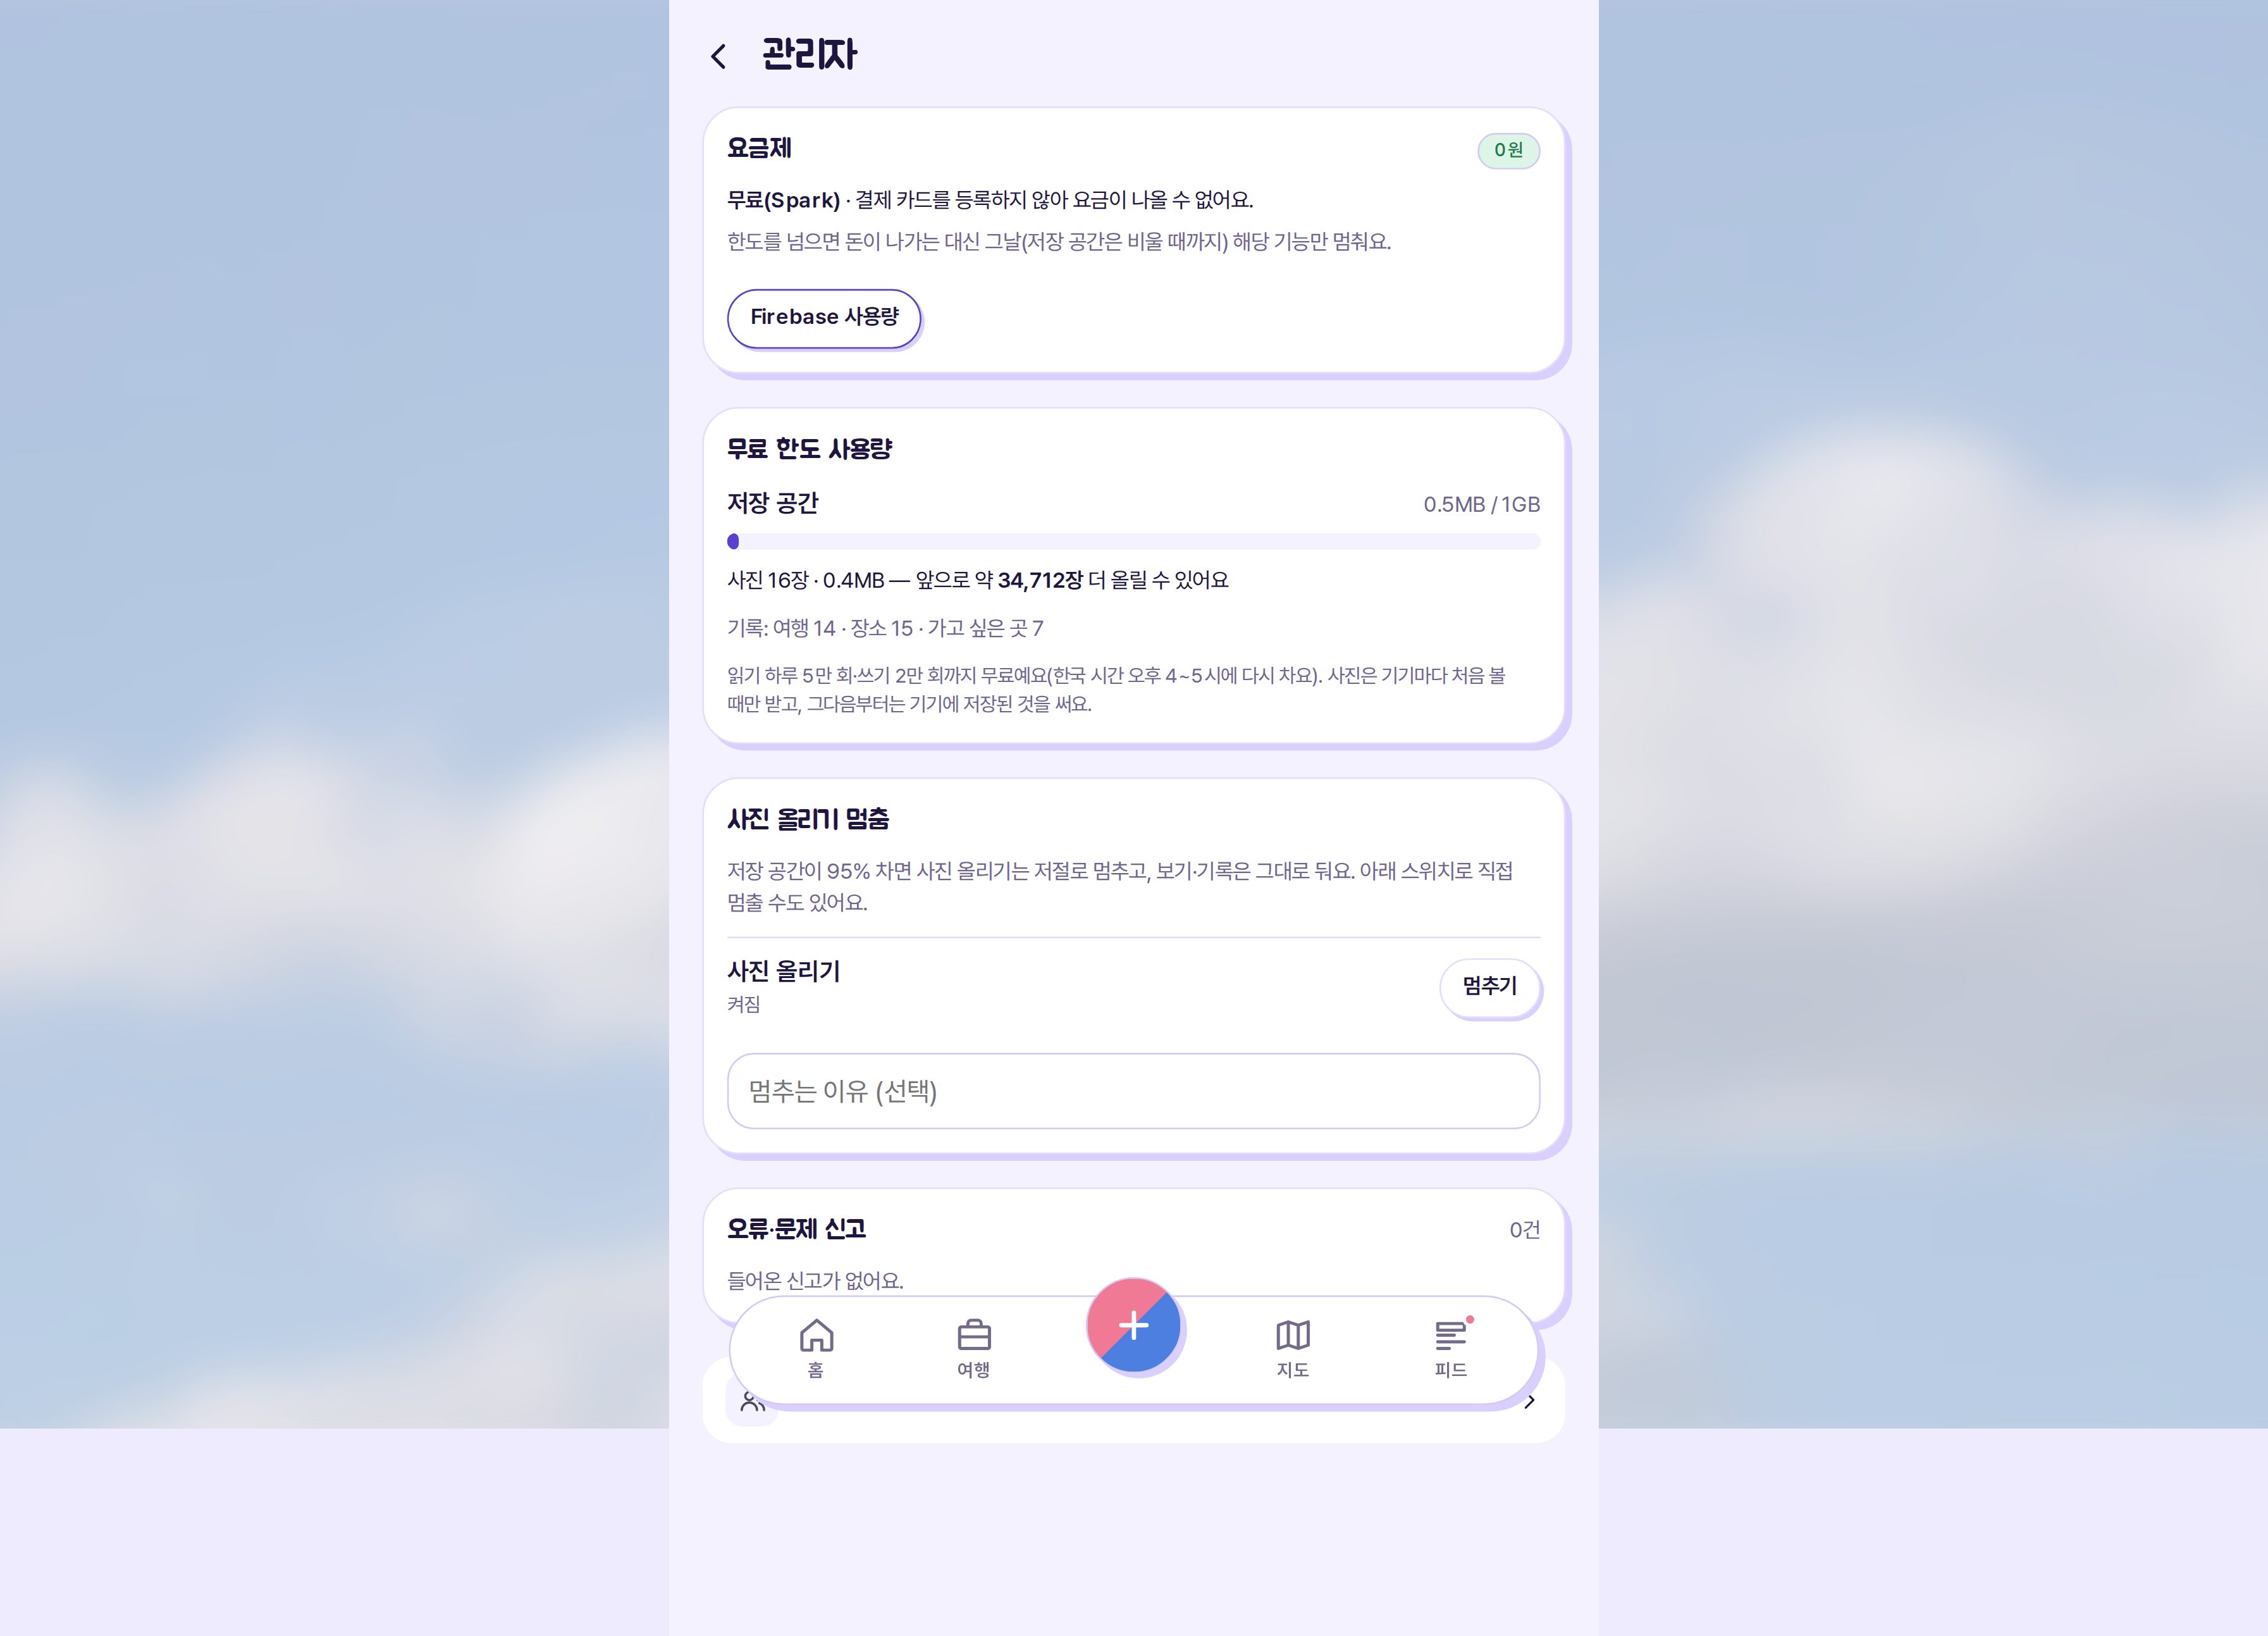 관리자
요금제
0원
무료(Spark) · 결제 카드를 등록하지 않아 요금이 나올 수 없어요.
한도를 넘으면 돈이 나가는 대신 그날(저장 공간은 비울 때까지) 해당 기능만 멈춰요.
Firebase 사용량
무료 한도 사용량
저장 공간
0.5MB / 1GB
사진 16장 · 0.4MB — 앞으로 약 34,712장 더 올릴 수 있어요
기록: 여행 14 · 장소 15 · 가고 싶은 곳 7
읽기 하루 5만 회·쓰기 2만 회까지 무료예요(한국 시간 오후 4~5시에 다시 차요). 사진은 기기마다 처음 볼
때만 받고, 그다음부터는 기기에 저장된 것을 써요.
사진 올리기 멈춤
저장 공간이 95% 차면 사진 올리기는 저절로 멈추고, 보기·기록은 그대로 둬요. 아래 스위치로 직접
멈출 수도 있어요.
사진 올리기
켜짐
멈추기
멈추는 이유 (선택)
오류·문제 신고
0건
들어온 신고가 없어요.
홈
여행
지도
피드